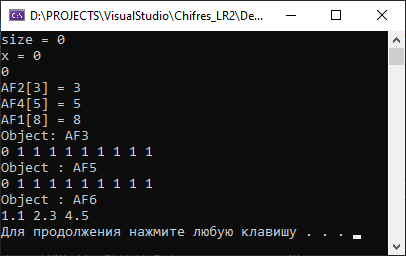 D:\PROJECTS\VisualStudio\Chifres_LR2\De...
size = 0
x = 0
0
AF2[3] = 3
AF4[5] = 5
AF1[8] = 8
Object: AF3
0 1 1 1 1 1 1 1 1 1
Object : AF5
0 1 1 1 1 1 1 1 1 1
Object : AF6
1.1 2.3 4.5
Для продолжения нажмите любую клавишу . . .